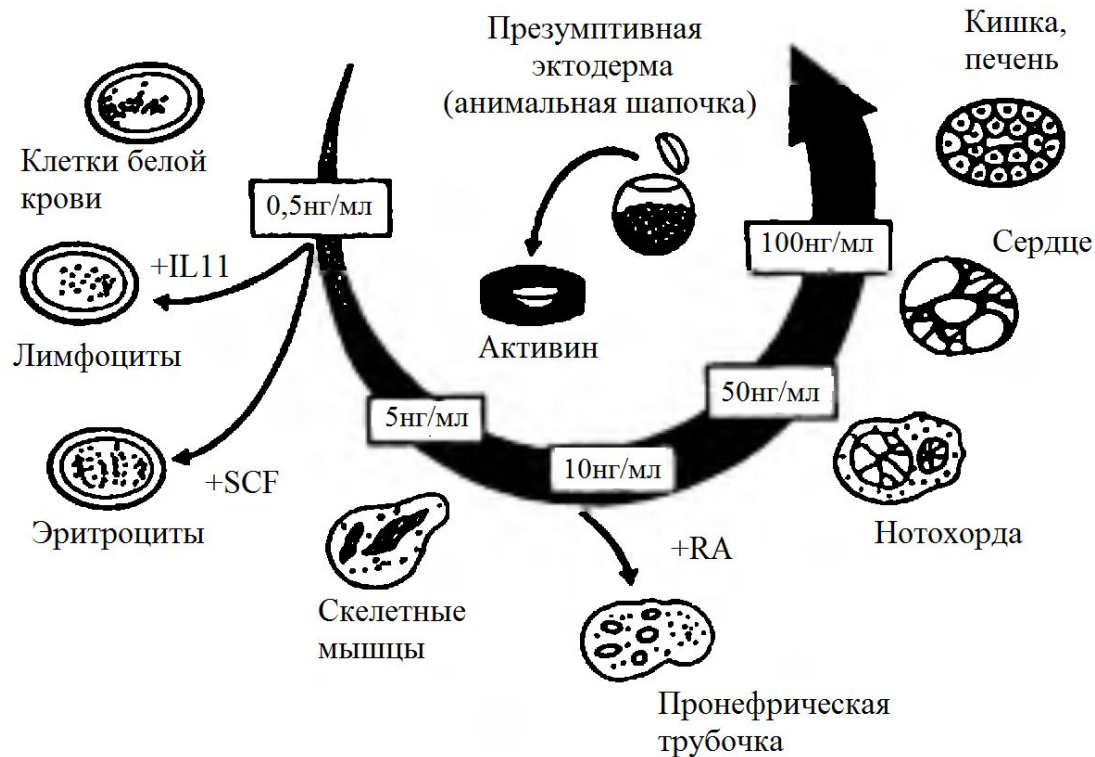 Презумптивная
эктодерма
(анимальная шапочка)
Кишка,
печень
Клетки белой
крови
0,5нг/мл
100нг/мл
Сердце
+IL11
Лимфоциты
Активин
5нг/мл
50нг/мл
10нг/мл
+SCF
Эритроциты
Нотохорда
+RA
Скелетные
мышцы
Пронефрическая
трубочка